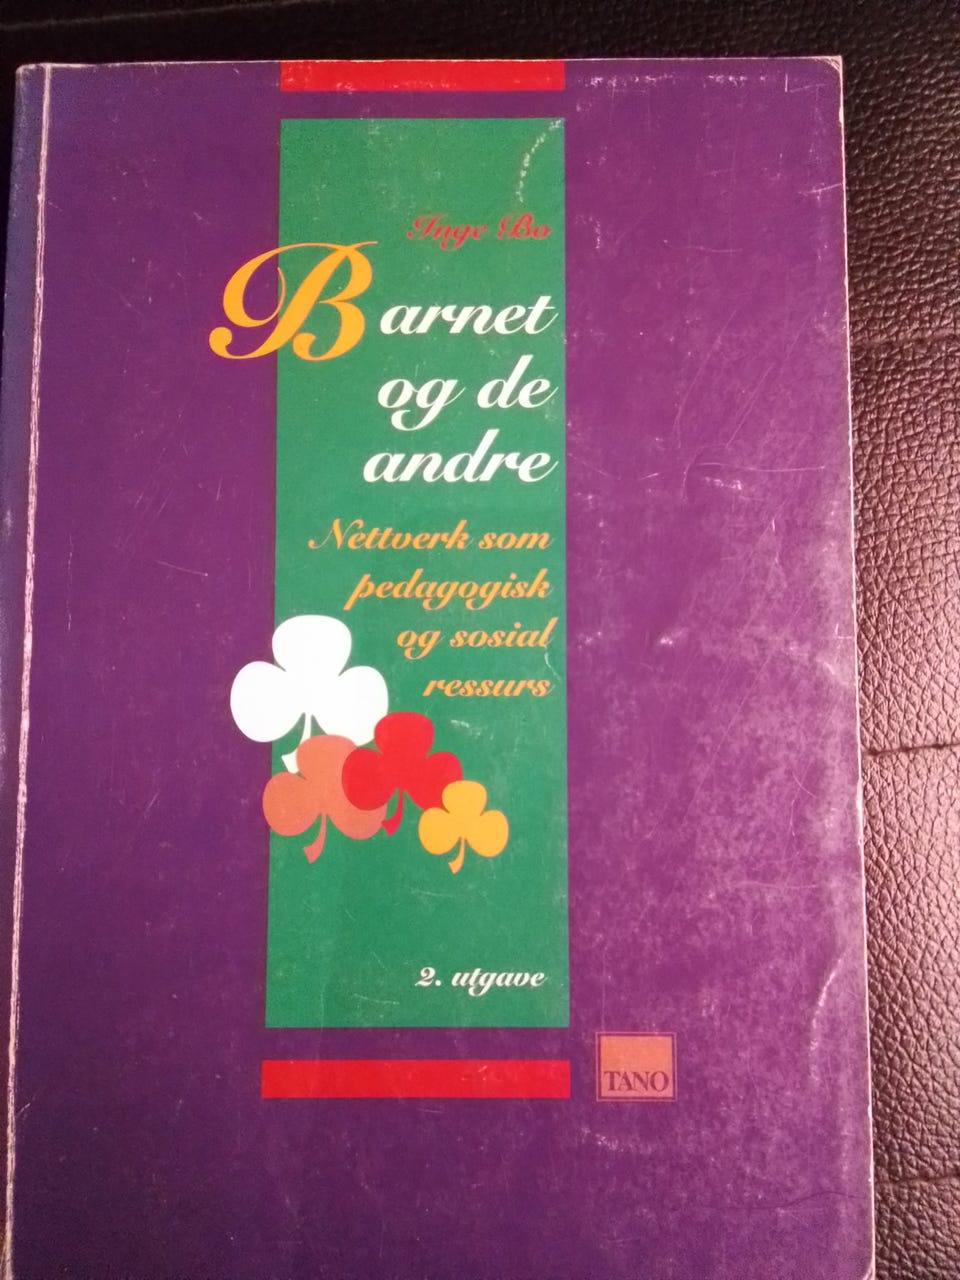 Inge Bo
Barnet
og de
andre
Nettverk som
pedagogisk
og sosial
ressurs
2. utgave
TANO